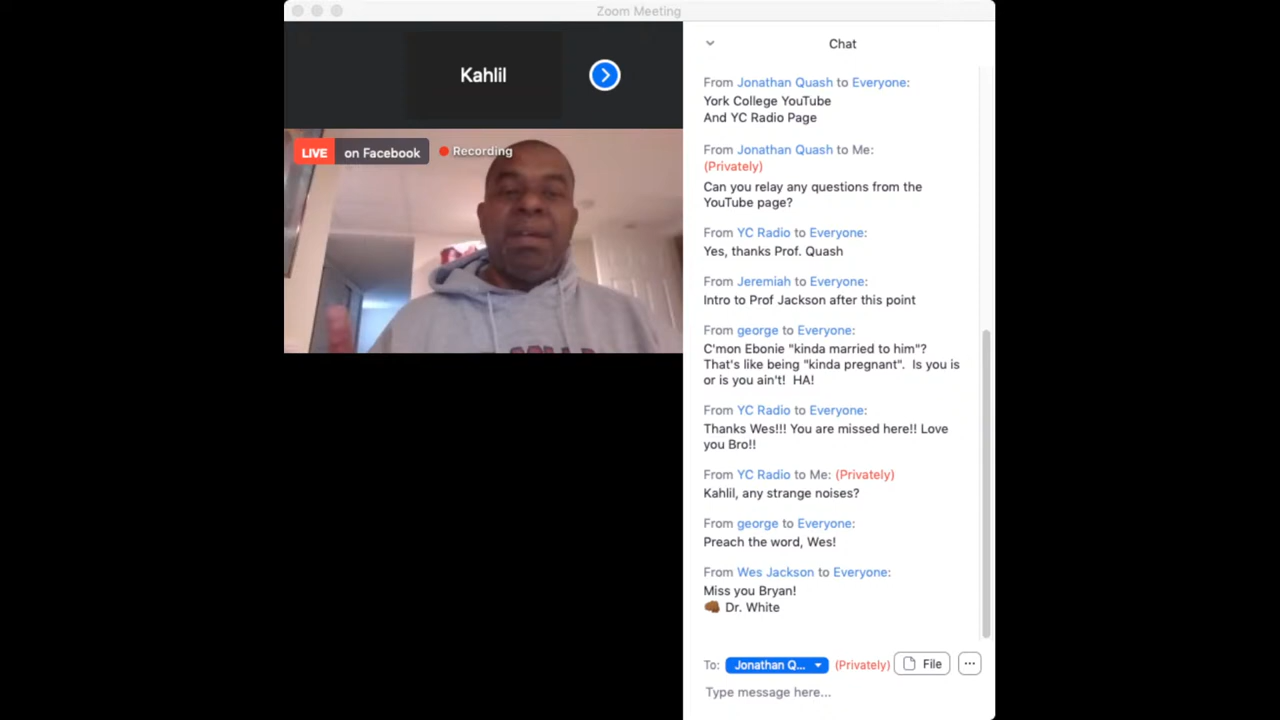 Zoom Meeting
Kahlil
LIVE on Facebook Recording
Chat
From Jonathan Quash to Everyone:
York College YouTube
And YC Radio Page
From Jonathan Quash to Me:
(Privately)
Can you relay any questions from the
YouTube page?
From YC Radio to Everyone:
Yes, thanks Prof. Quash
From Jeremiah to Everyone:
Intro to Prof Jackson after this point
From george to Everyone:
C'mon Ebonie "kinda married to him"?
That's like being "kinda pregnant".  Is you is
or is you ain't!  HA!
From YC Radio to Everyone:
Thanks Wes!!! You are missed here!! Love
you Bro!!
From YC Radio to Me: (Privately)
Kahlil, any strange noises?
From george to Everyone:
Preach the word, Wes!
From Wes Jackson to Everyone:
Miss you Bryan!
👊🏾 Dr. White
To: Jonathan Q... (Privately) File ...
Type message here...